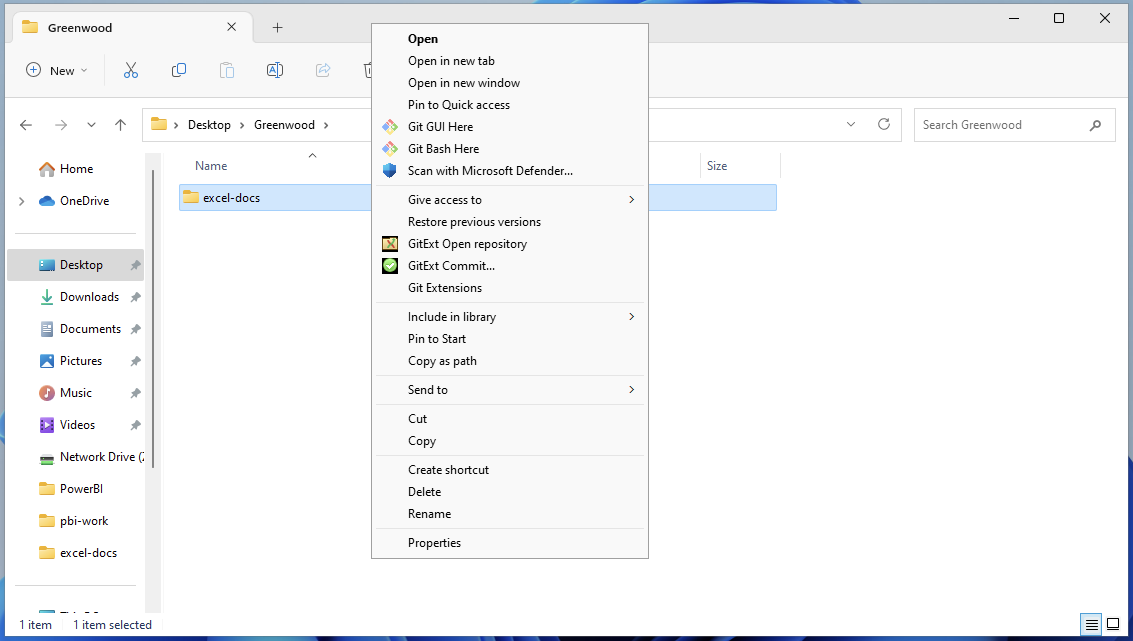 Greenwood
New
Desktop
Greenwood
Search Greenwood
Name
Size
excel-docs
Home
OneDrive
Desktop
Downloads
Documents
Pictures
Music
Videos
Network Drive (Z
PowerBI
pbi-work
excel-docs
Open
Open in new tab
Open in new window
Pin to Quick access
Git GUI Here
Git Bash Here
Scan with Microsoft Defender...
Give access to
Restore previous versions
GitExt Open repository
GitExt Commit...
Git Extensions
Include in library
Pin to Start
Copy as path
Send to
Cut
Copy
Create shortcut
Delete
Rename
Properties
1 item
1 item selected